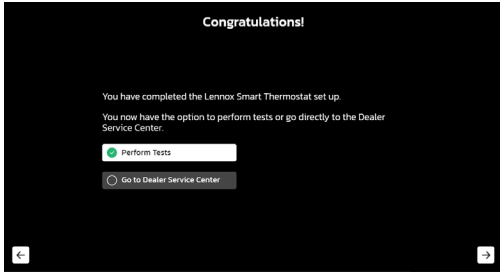 Congratulations!
You have completed the Lennox Smart Thermostat set up.
You now have the option to perform tests or go directly to the Dealer
Service Center.
Perform Tests
Go to Dealer Service Center